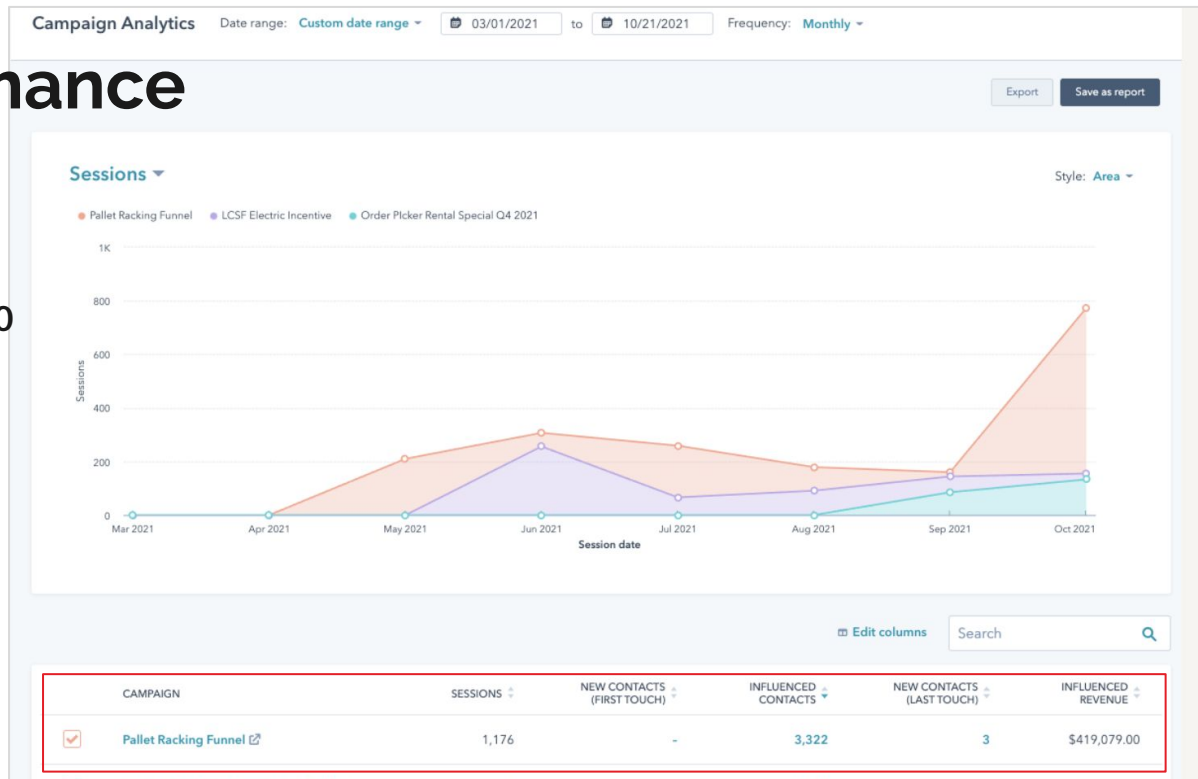 Campaign Analytics Date range: Custom date range 03/01/2021 to 10/21/2021 Frequency: Monthly
nance
Export Save as report
Sessions
Style: Area
Pallet Racking Funnel LCSF Electric Incentive Order PIcker Rental Special Q4 2021
1K
800
0
600
400
200
0
Sessions
Mar 2021 Apr 2021 May 2021 Jun 2021 Jul 2021 Aug 2021 Sep 2021 Oct 2021
Session date
Edit columns Search
CAMPAIGN SESSIONS NEW CONTACTS (FIRST TOUCH) INFLUENCED CONTACTS NEW CONTACTS (LAST TOUCH) INFLUENCED REVENUE
Pallet Racking Funnel 1,176 - 3,322 3 $419,079.00